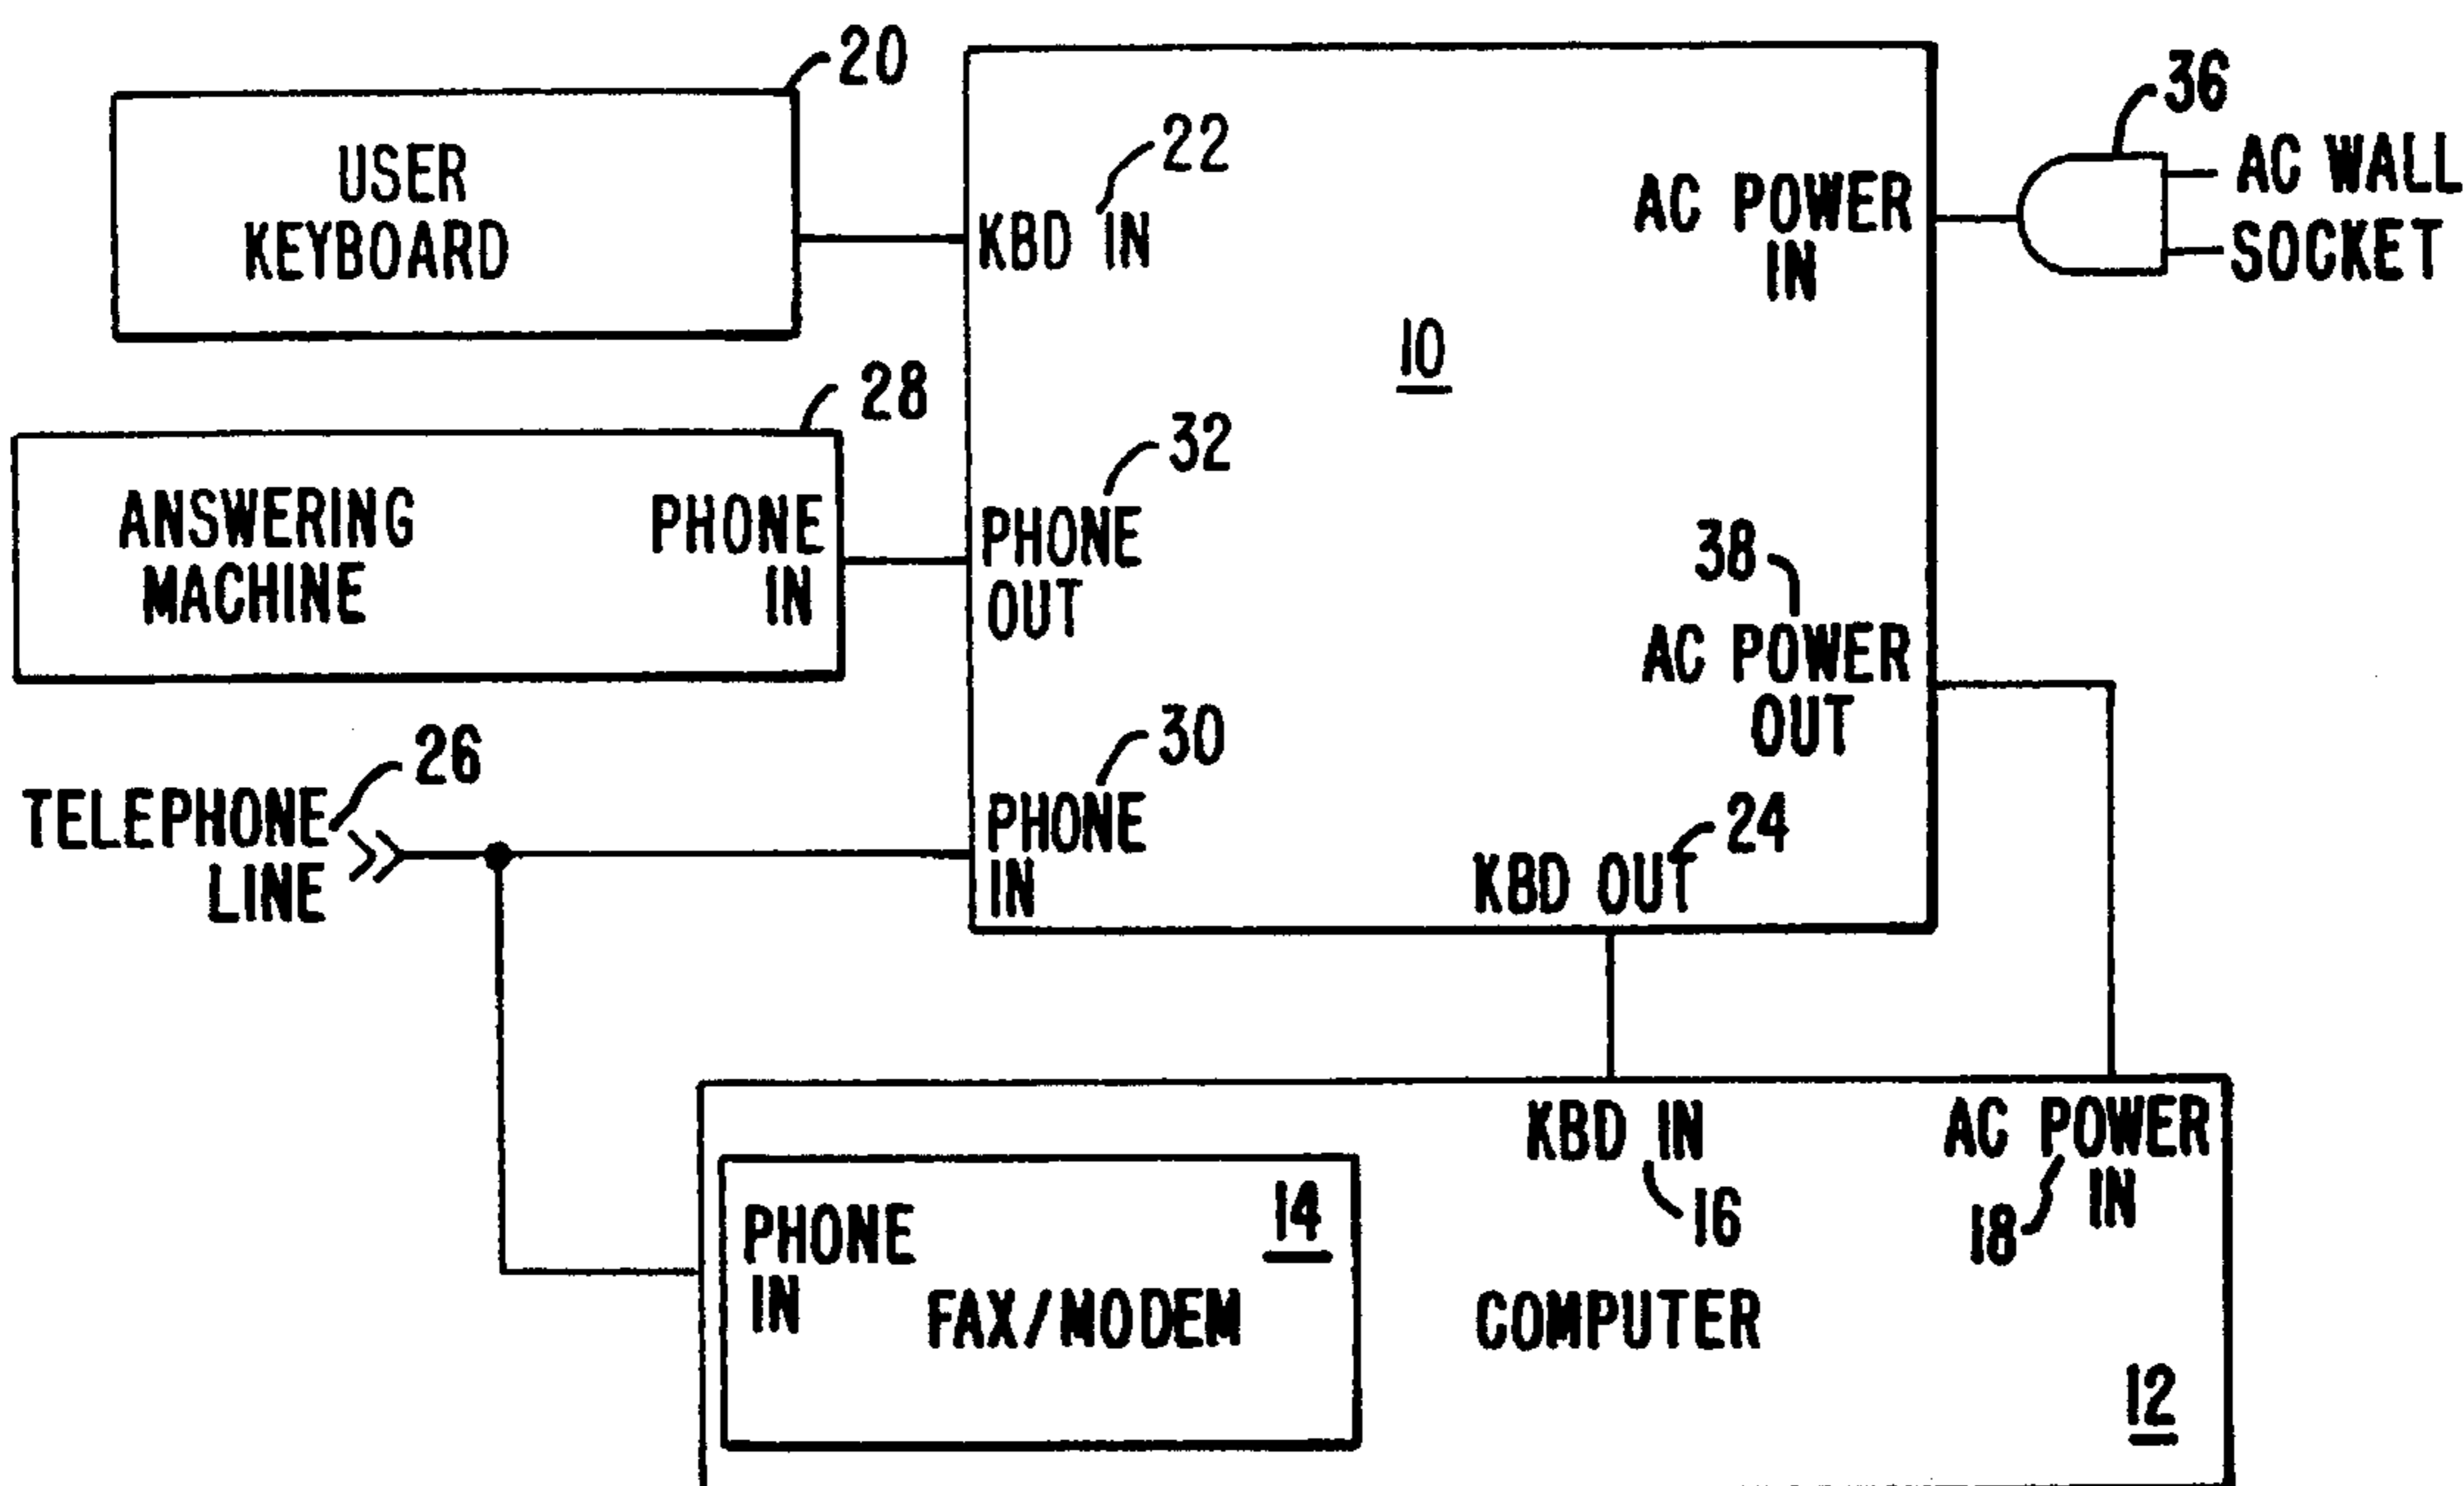 20
USER
KEYBOARD
22
KBD IN
AC POWER
IN
36
AC WALL
SOCKET
10
28
ANSWERING
MACHINE
PHONE
IN
32
PHONE
OUT
38
AC POWER
OUT
26
TELEPHONE
LINE
30
PHONE
IN
24
KBD OUT
KBD IN
16
AC POWER
IN
18
PHONE
IN
14
FAX/MODEM
COMPUTER
12